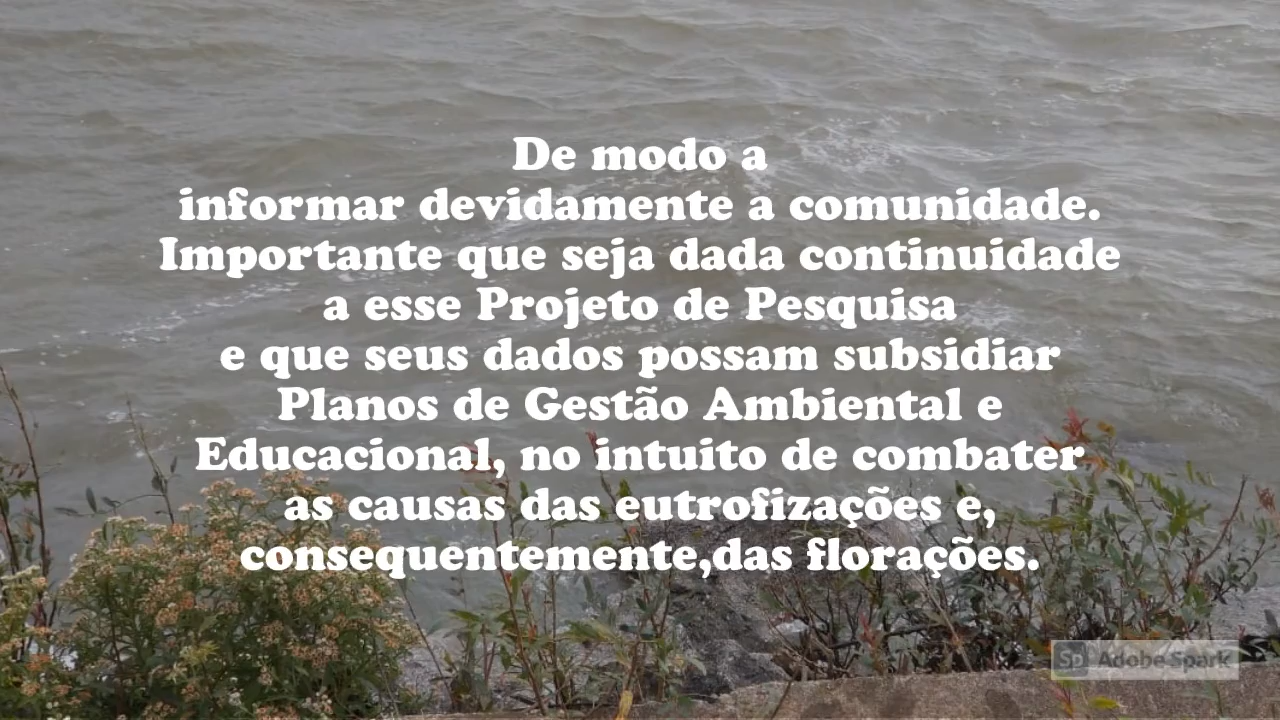 De modo a
informar devidamente a comunidade.
Importante que seja dada continuidade
a esse Projeto de Pesquisa
e que seus dados possam subsidiar
Planos de Gestão Ambiental e
Educacional, no intuito de combater
as causas das eutrofizações e,
consequentemente,das florações.
Sp Adobe Spark